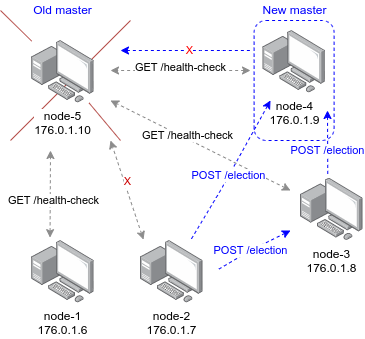 Old master
New master
X
GET /health-check
node-5
176.0.1.10
node-4
176.0.1.9
GET /health-check
POST /election
POST /election
X
GET /health-check
POST /election
node-3
176.0.1.8
node-1
176.0.1.6
node-2
176.0.1.7